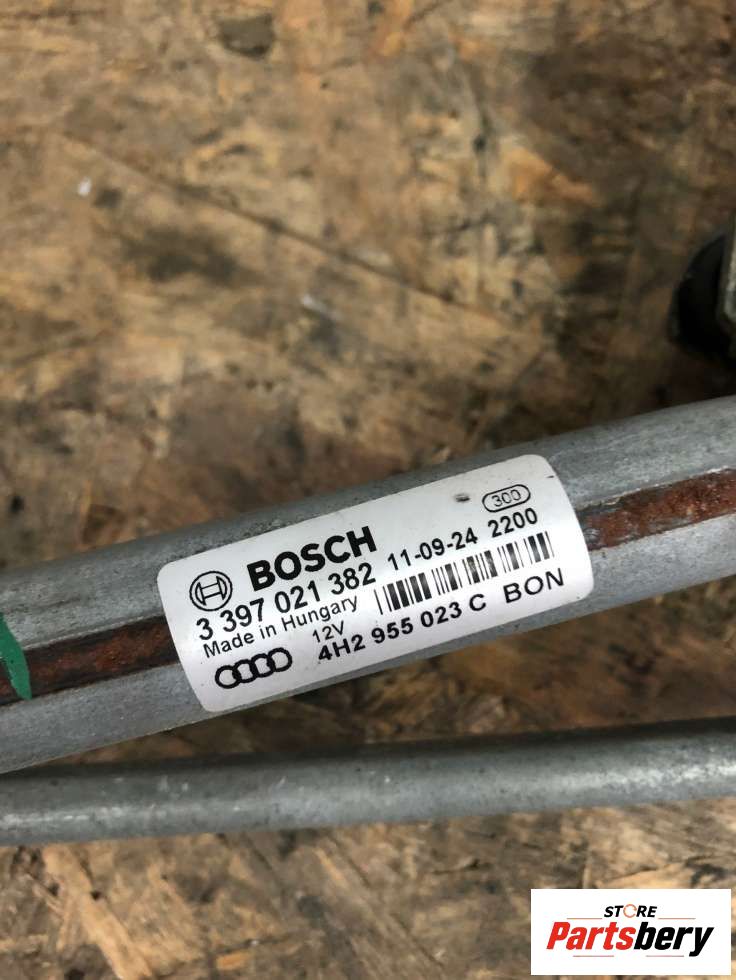 300
BOSCH
3 397 021 382 11-09-24 2200
Made in Hungary
12V
4H2 955 023 C BON
STORE
Partsbery